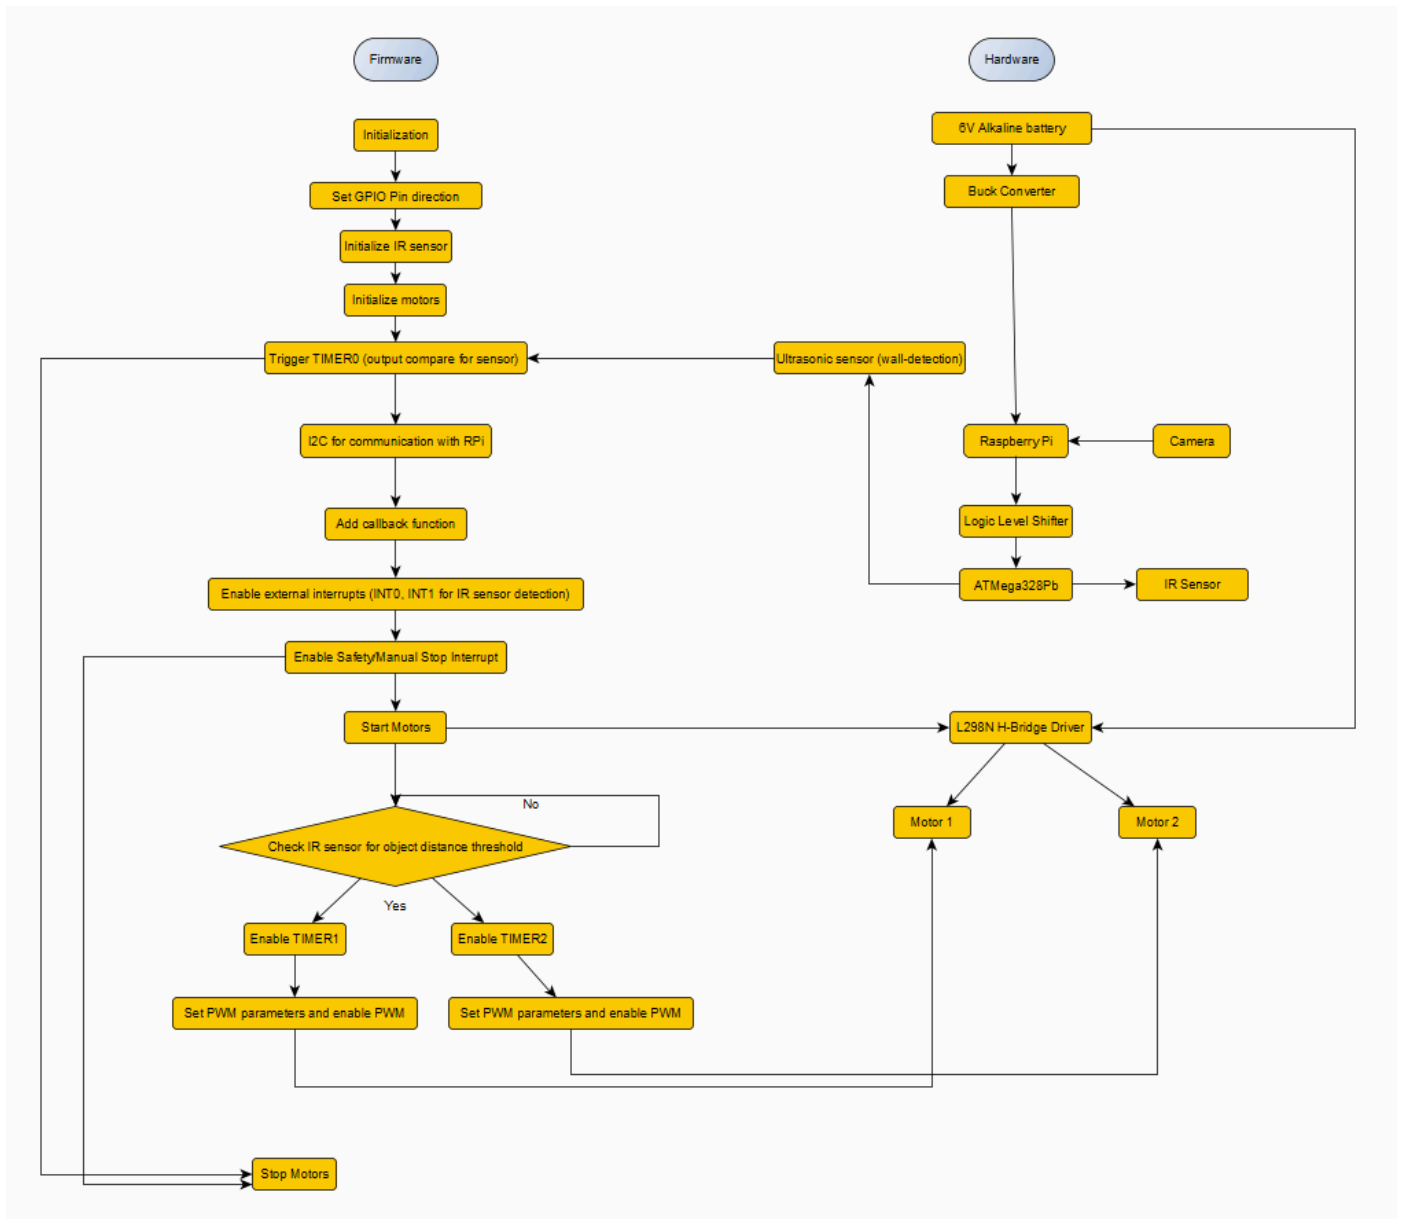 Firmware
Hardware
Initialization
6V Alkaline battery
Set GPIO Pin direction
Buck Converter
Initialize IR sensor
Initialize motors
Trigger TIMER0 (output compare for sensor)
Ultrasonic sensor (wall-detection)
I2C for communication with RPi
Raspberry Pi
Camera
Add callback function
Logic Level Shifter
Enable external interrupts (INT0, INT1 for IR sensor detection)
ATMega328Pb
IR Sensor
Enable Safety/Manual Stop Interrupt
Start Motors
L298N H-Bridge Driver
No
Motor 1
Motor 2
Check IR sensor for object distance threshold
Yes
Enable TIMER1
Enable TIMER2
Set PWM parameters and enable PWM
Set PWM parameters and enable PWM
Stop Motors